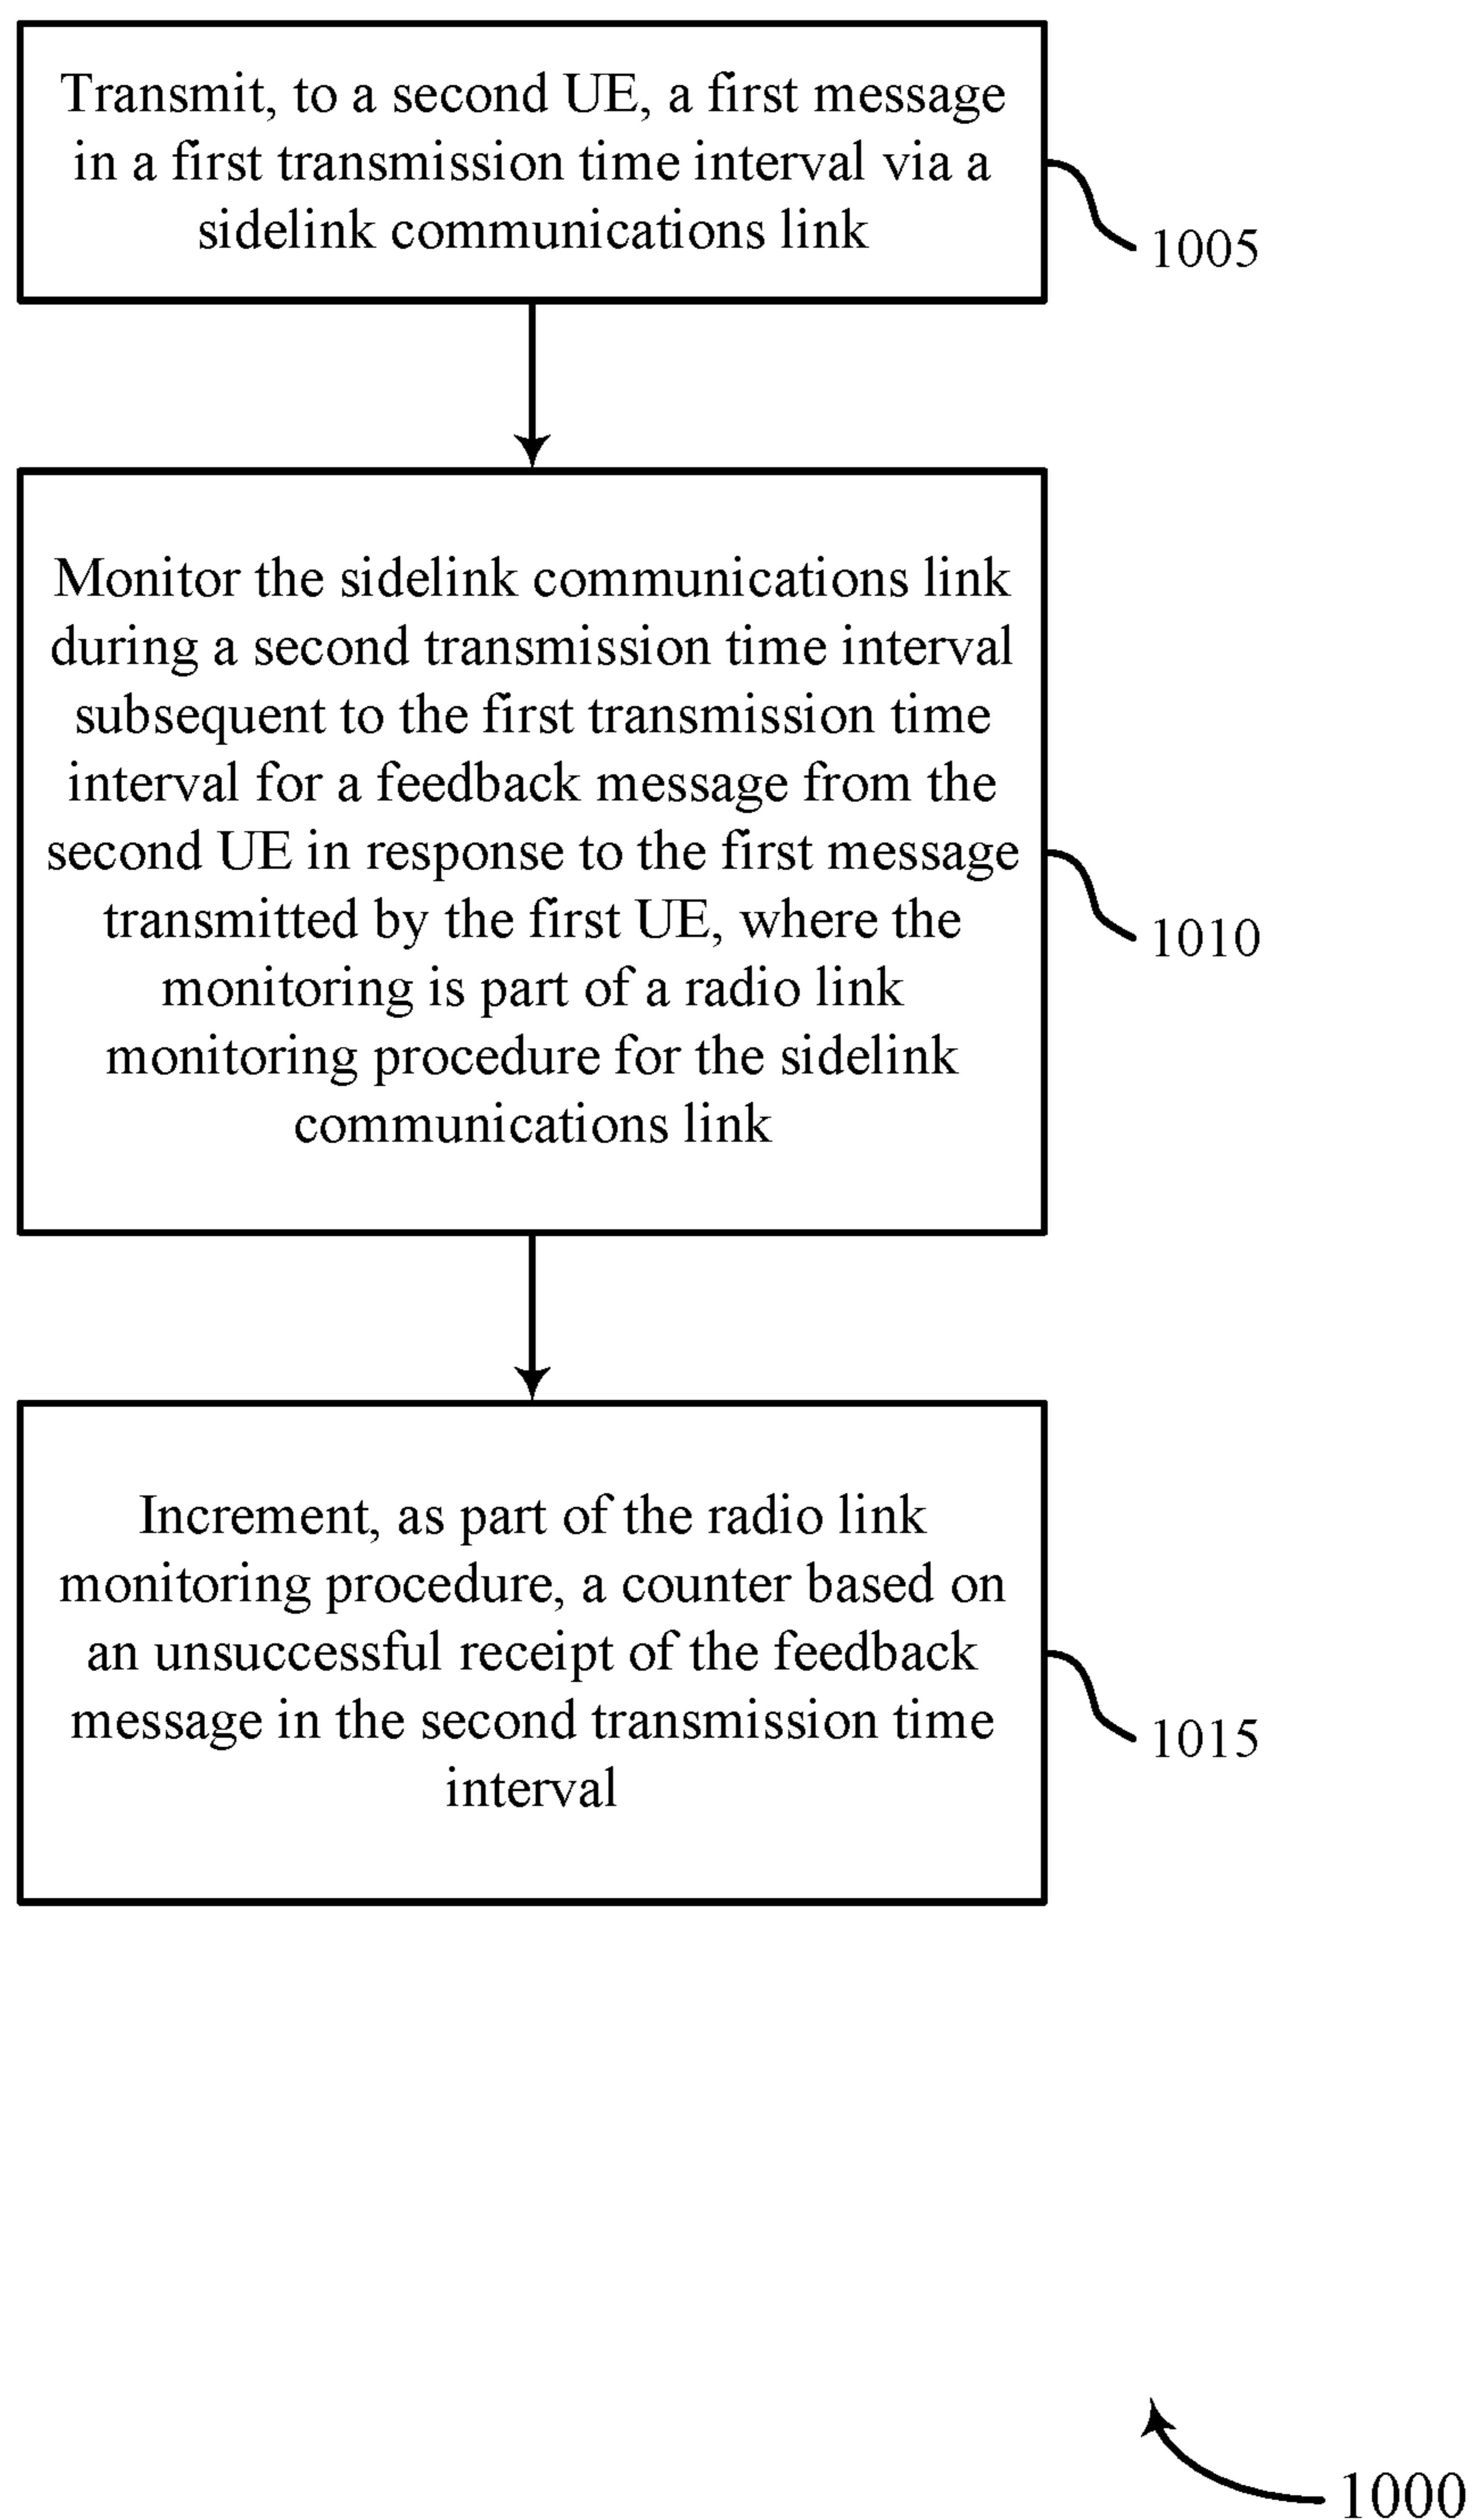 Transmit, to a second UE, a first message
in a first transmission time interval via a
sidelink communications link
1005
Monitor the sidelink communications link
during a second transmission time interval
subsequent to the first transmission time
interval for a feedback message from the
second UE in response to the first message
transmitted by the first UE, where the
monitoring is part of a radio link
monitoring procedure for the sidelink
communications link
1010
Increment, as part of the radio link
monitoring procedure, a counter based on
an unsuccessful receipt of the feedback
message in the second transmission time
interval
1015
1000